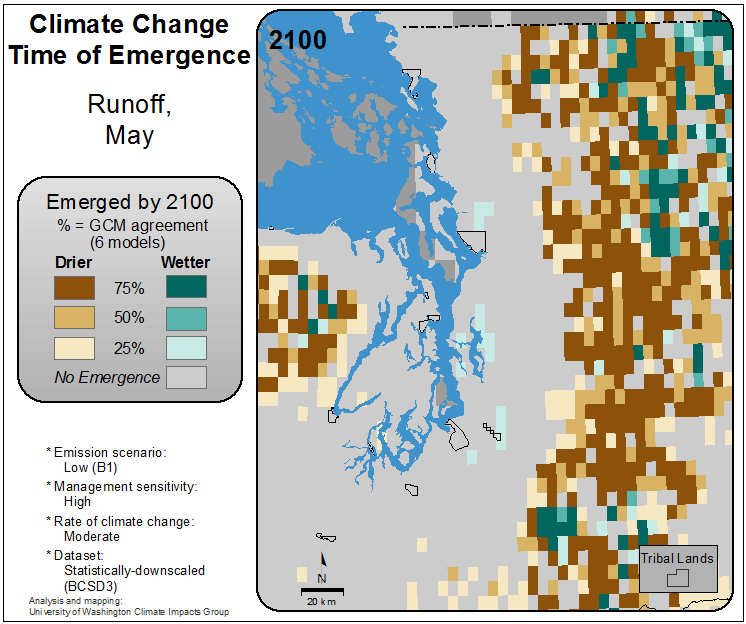 Climate Change
Time of Emergence
Runoff,
May
Emerged by 2100
% = GCM agreement
(6 models)
Drier Wetter
75%
50%
25%
No Emergence
* Emission scenario:
Low (B1)
* Management sensitivity:
High
* Rate of climate change:
Moderate
* Dataset:
Statistically-downscaled
(BCSD3)
Analysis and mapping:
University of Washington Climate Impacts Group
2100
N
20 km
Tribal Lands